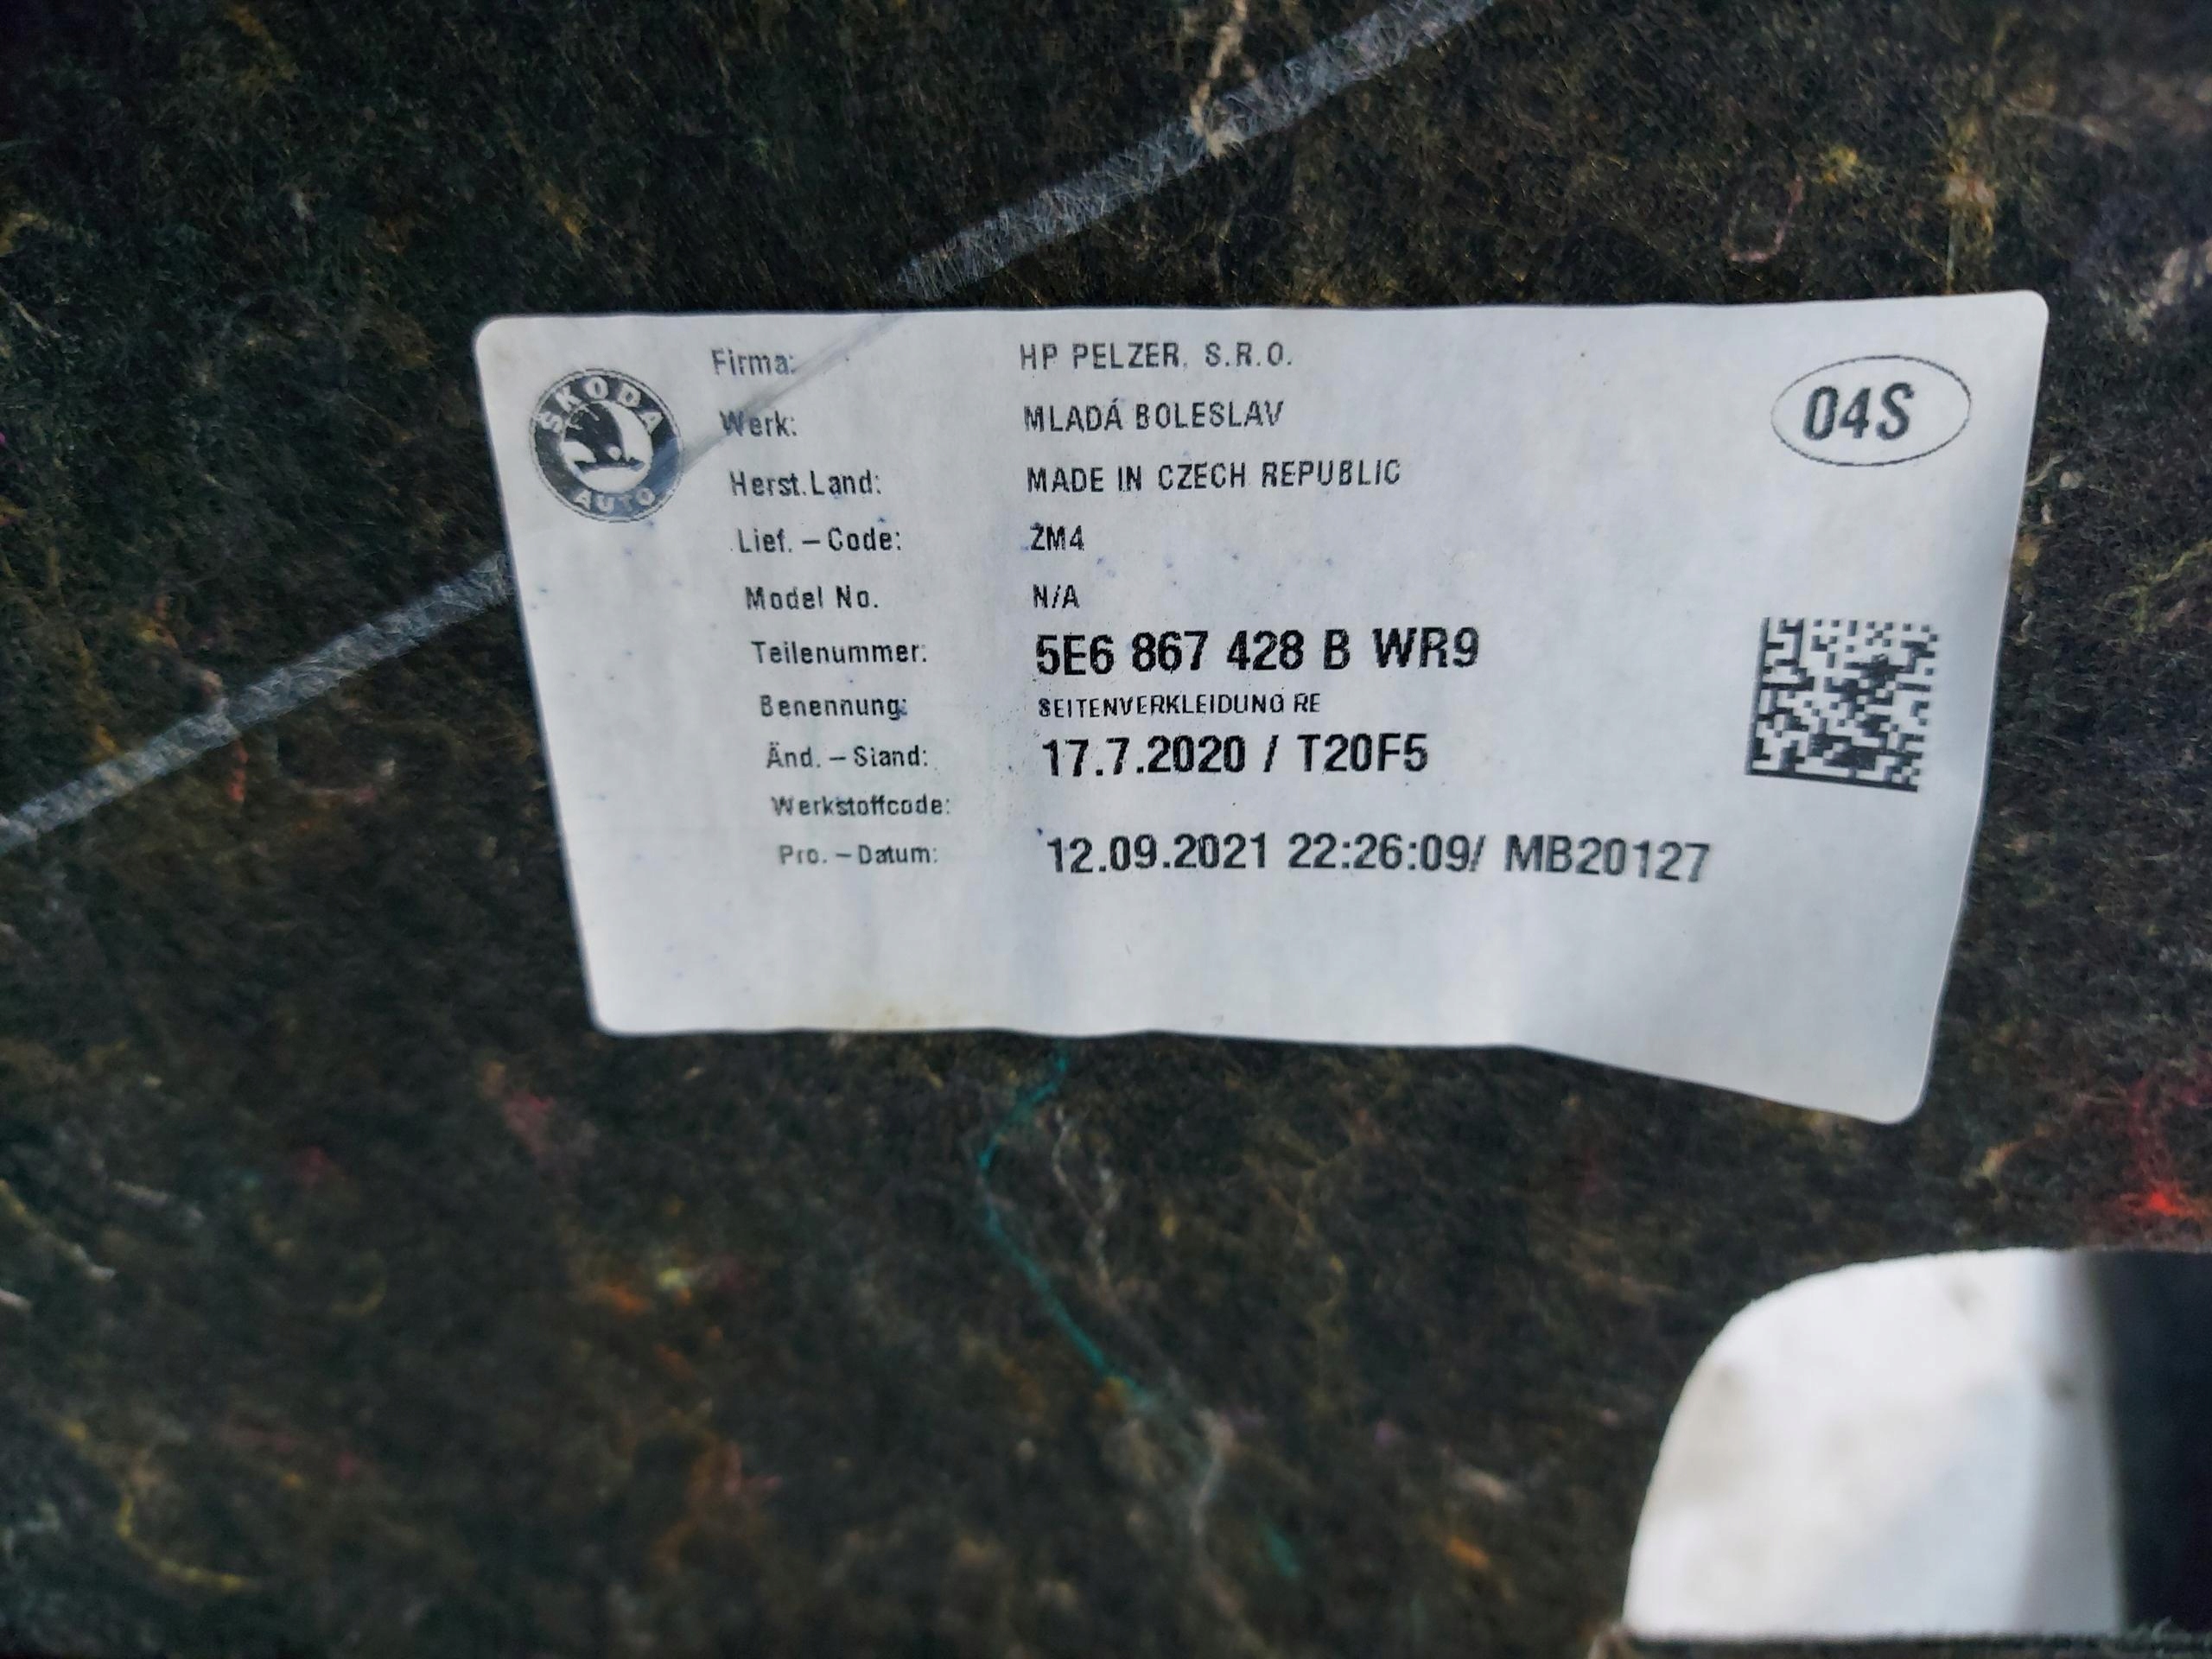 ŠKODA
AUTO
04S
Firma: HP PELZER, S.R.O.
Werk: MLADÁ BOLESLAV
Herst.Land: MADE IN CZECH REPUBLIC
Lief. – Code: ZM4
Model No. N/A
Teilenummer: 5E6 867 428 B WR9
Benennung: SEITENVERKLEIDUNG RE
Änd. – Stand: 17.7.2020 / T20F5
Werkstoffcode:
Pro. – Datum: 12.09.2021 22:26:09/ MB20127